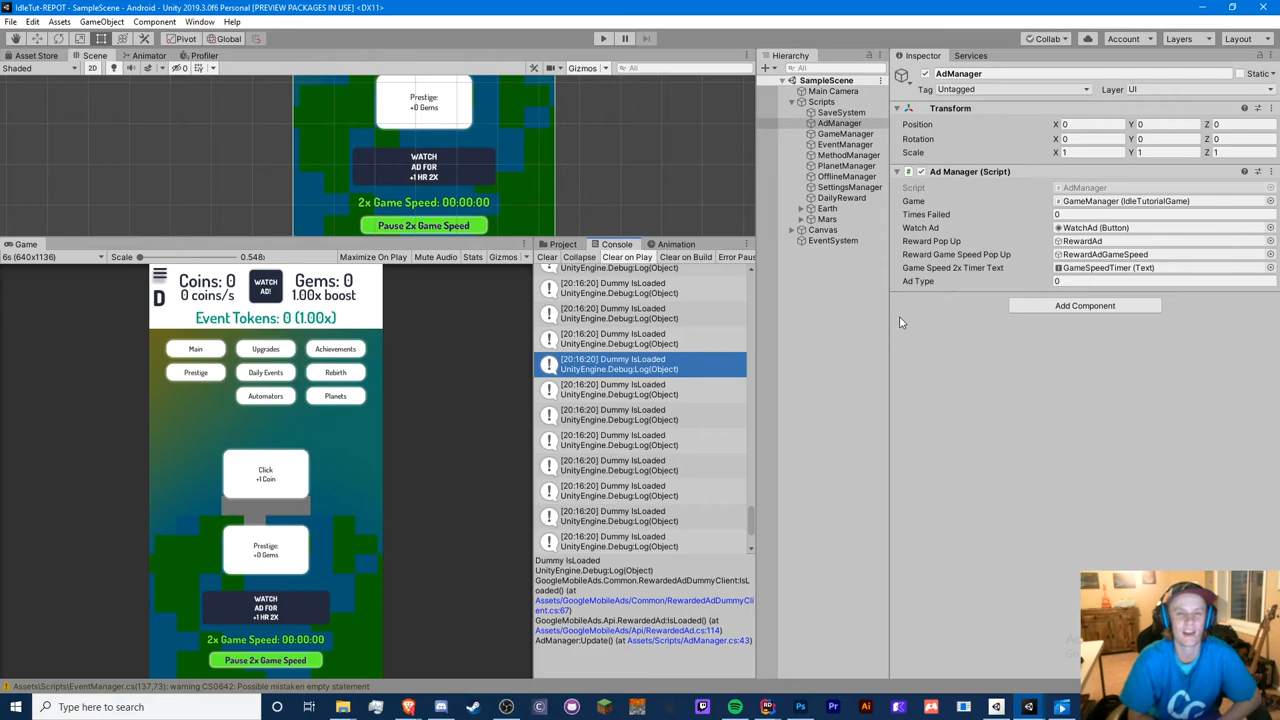 IdleTut-REPOT - SampleScene - Android - Unity 2019.3.0f6 Personal [PREVIEW PACKAGES IN USE] <DX11>
File Edit Assets GameObject Component Window Help
Pivot Global Collab Account Layers Layout
Asset Store Scene Animator Profiler
Shaded 2D 0 Gizmos All
Prestige:
+0 Gems
WATCH
AD FOR
+1 HR 2X
2x Game Speed: 00:00:00
Pause 2x Game Speed
Game
6s (640x1136) Scale 0.548 Maximize On Play Mute Audio Stats Gizmos
Coins: 0
0 coins/s
WATCH
AD!
Gems: 0
1.00x boost
D
Event Tokens: 0 (1.00x)
Main Upgrades Achievements
Prestige Daily Events Rebirth
Automators Planets
Click
+1 Coin
Prestige:
+0 Gems
WATCH
AD FOR
+1 HR 2X
2x Game Speed: 00:00:00
Pause 2x Game Speed
Project Console Animation
Clear Collapse Clear on Play Clear on Build Error Paus
UnityEngine.Debug:Log(Object)
[20:16:20] Dummy IsLoaded
UnityEngine.Debug:Log(Object)
[20:16:20] Dummy IsLoaded
UnityEngine.Debug:Log(Object)
[20:16:20] Dummy IsLoaded
UnityEngine.Debug:Log(Object)
[20:16:20] Dummy IsLoaded
UnityEngine.Debug:Log(Object)
[20:16:20] Dummy IsLoaded
UnityEngine.Debug:Log(Object)
[20:16:20] Dummy IsLoaded
UnityEngine.Debug:Log(Object)
[20:16:20] Dummy IsLoaded
UnityEngine.Debug:Log(Object)
[20:16:20] Dummy IsLoaded
UnityEngine.Debug:Log(Object)
[20:16:20] Dummy IsLoaded
UnityEngine.Debug:Log(Object)
[20:16:20] Dummy IsLoaded
UnityEngine.Debug:Log(Object)
[20:16:20] Dummy IsLoaded
UnityEngine.Debug:Log(Object)
Dummy IsLoaded
UnityEngine.Debug:Log(Object)
GoogleMobileAds.Common.RewardedAdDummyClient:IsL
oaded() (at
Assets/GoogleMobileAds/Common/RewardedAdDummyCli
ent.cs:67)
GoogleMobileAds.Api.RewardedAd:IsLoaded() (at
Assets/GoogleMobileAds/Api/RewardedAd.cs:114)
AdManager:Update() (at Assets/Scripts/AdManager.cs:43)
Hierarchy
All
SampleScene
Main Camera
Scripts
SaveSystem
AdManager
GameManager
EventManager
MethodManager
PlanetManager
OfflineManager
SettingsManager
DailyReward
Earth
Mars
Canvas
EventSystem
Inspector Services
AdManager Static
Tag Untagged Layer UI
Transform
Position X 0 Y 0 Z 0
Rotation X 0 Y 0 Z 0
Scale X 1 Y 1 Z 1
Ad Manager (Script)
Script AdManager
Game GameManager (IdleTutorialGame)
Times Failed 0
Watch Ad WatchAd (Button)
Reward Pop Up RewardAd
Reward Game Speed Pop Up RewardAdGameSpeed
Game Speed 2x Timer Text GameSpeedTimer (Text)
Ad Type 0
Add Component
Assets\Scripts\EventManager.cs(137,73): warning CS0642: Possible mistaken empty statement
Type here to search